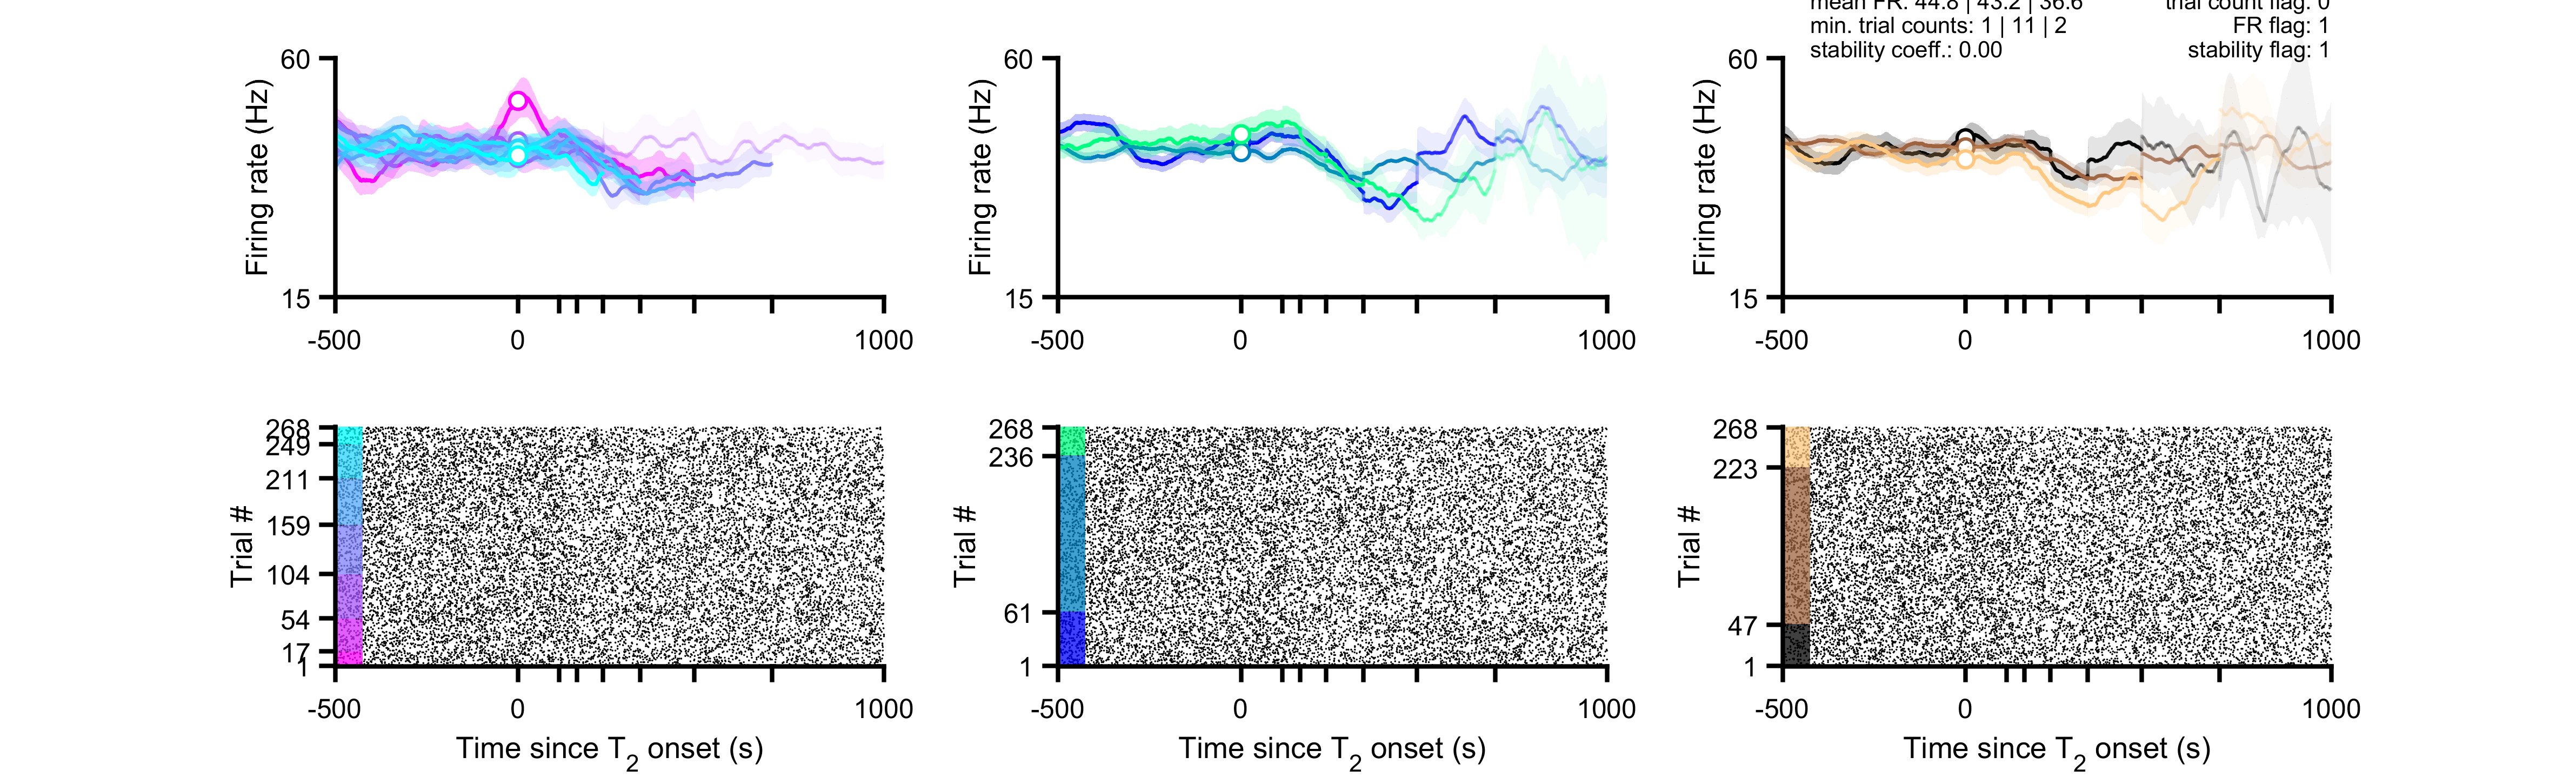 mean FR: 44.8 | 43.2 | 36.6
trial count flag: 0
min. trial counts: 1 | 11 | 2
FR flag: 1
stability coeff.: 0.00
stability flag: 1
60
Firing rate (Hz)
15
-500
0
1000
60
Firing rate (Hz)
15
-500
0
1000
60
Firing rate (Hz)
15
-500
0
1000
268
249
211
159
104
54
17
1
Trial #
-500
0
1000
Time since T2 onset (s)
268
236
61
1
Trial #
-500
0
1000
Time since T2 onset (s)
268
223
47
1
Trial #
-500
0
1000
Time since T2 onset (s)